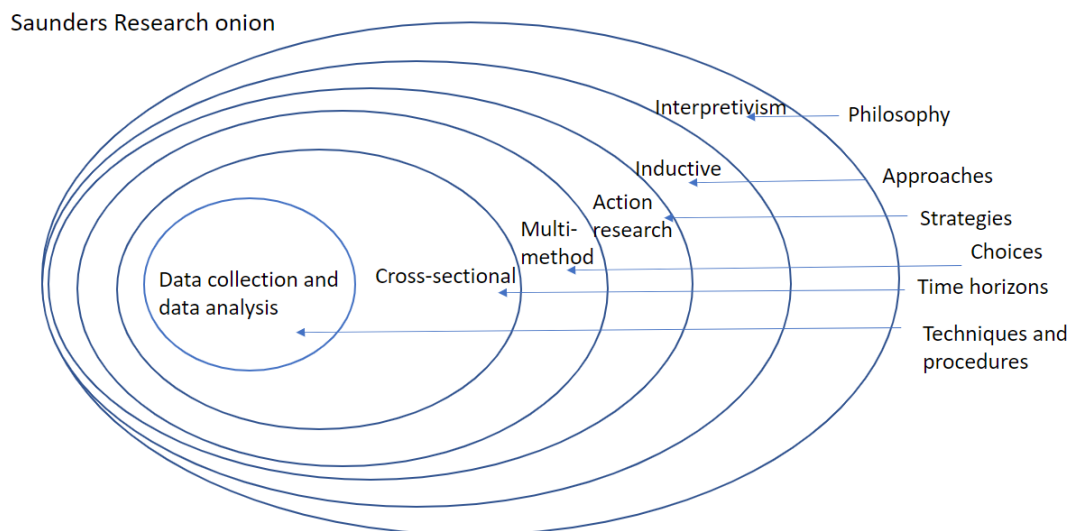 Saunders Research onion
Interpretivism
Philosophy
Inductive
Approaches
Action
research
Strategies
Multi-
method
Choices
Cross-sectional
Time horizons
Data collection and
data analysis
Techniques and
procedures